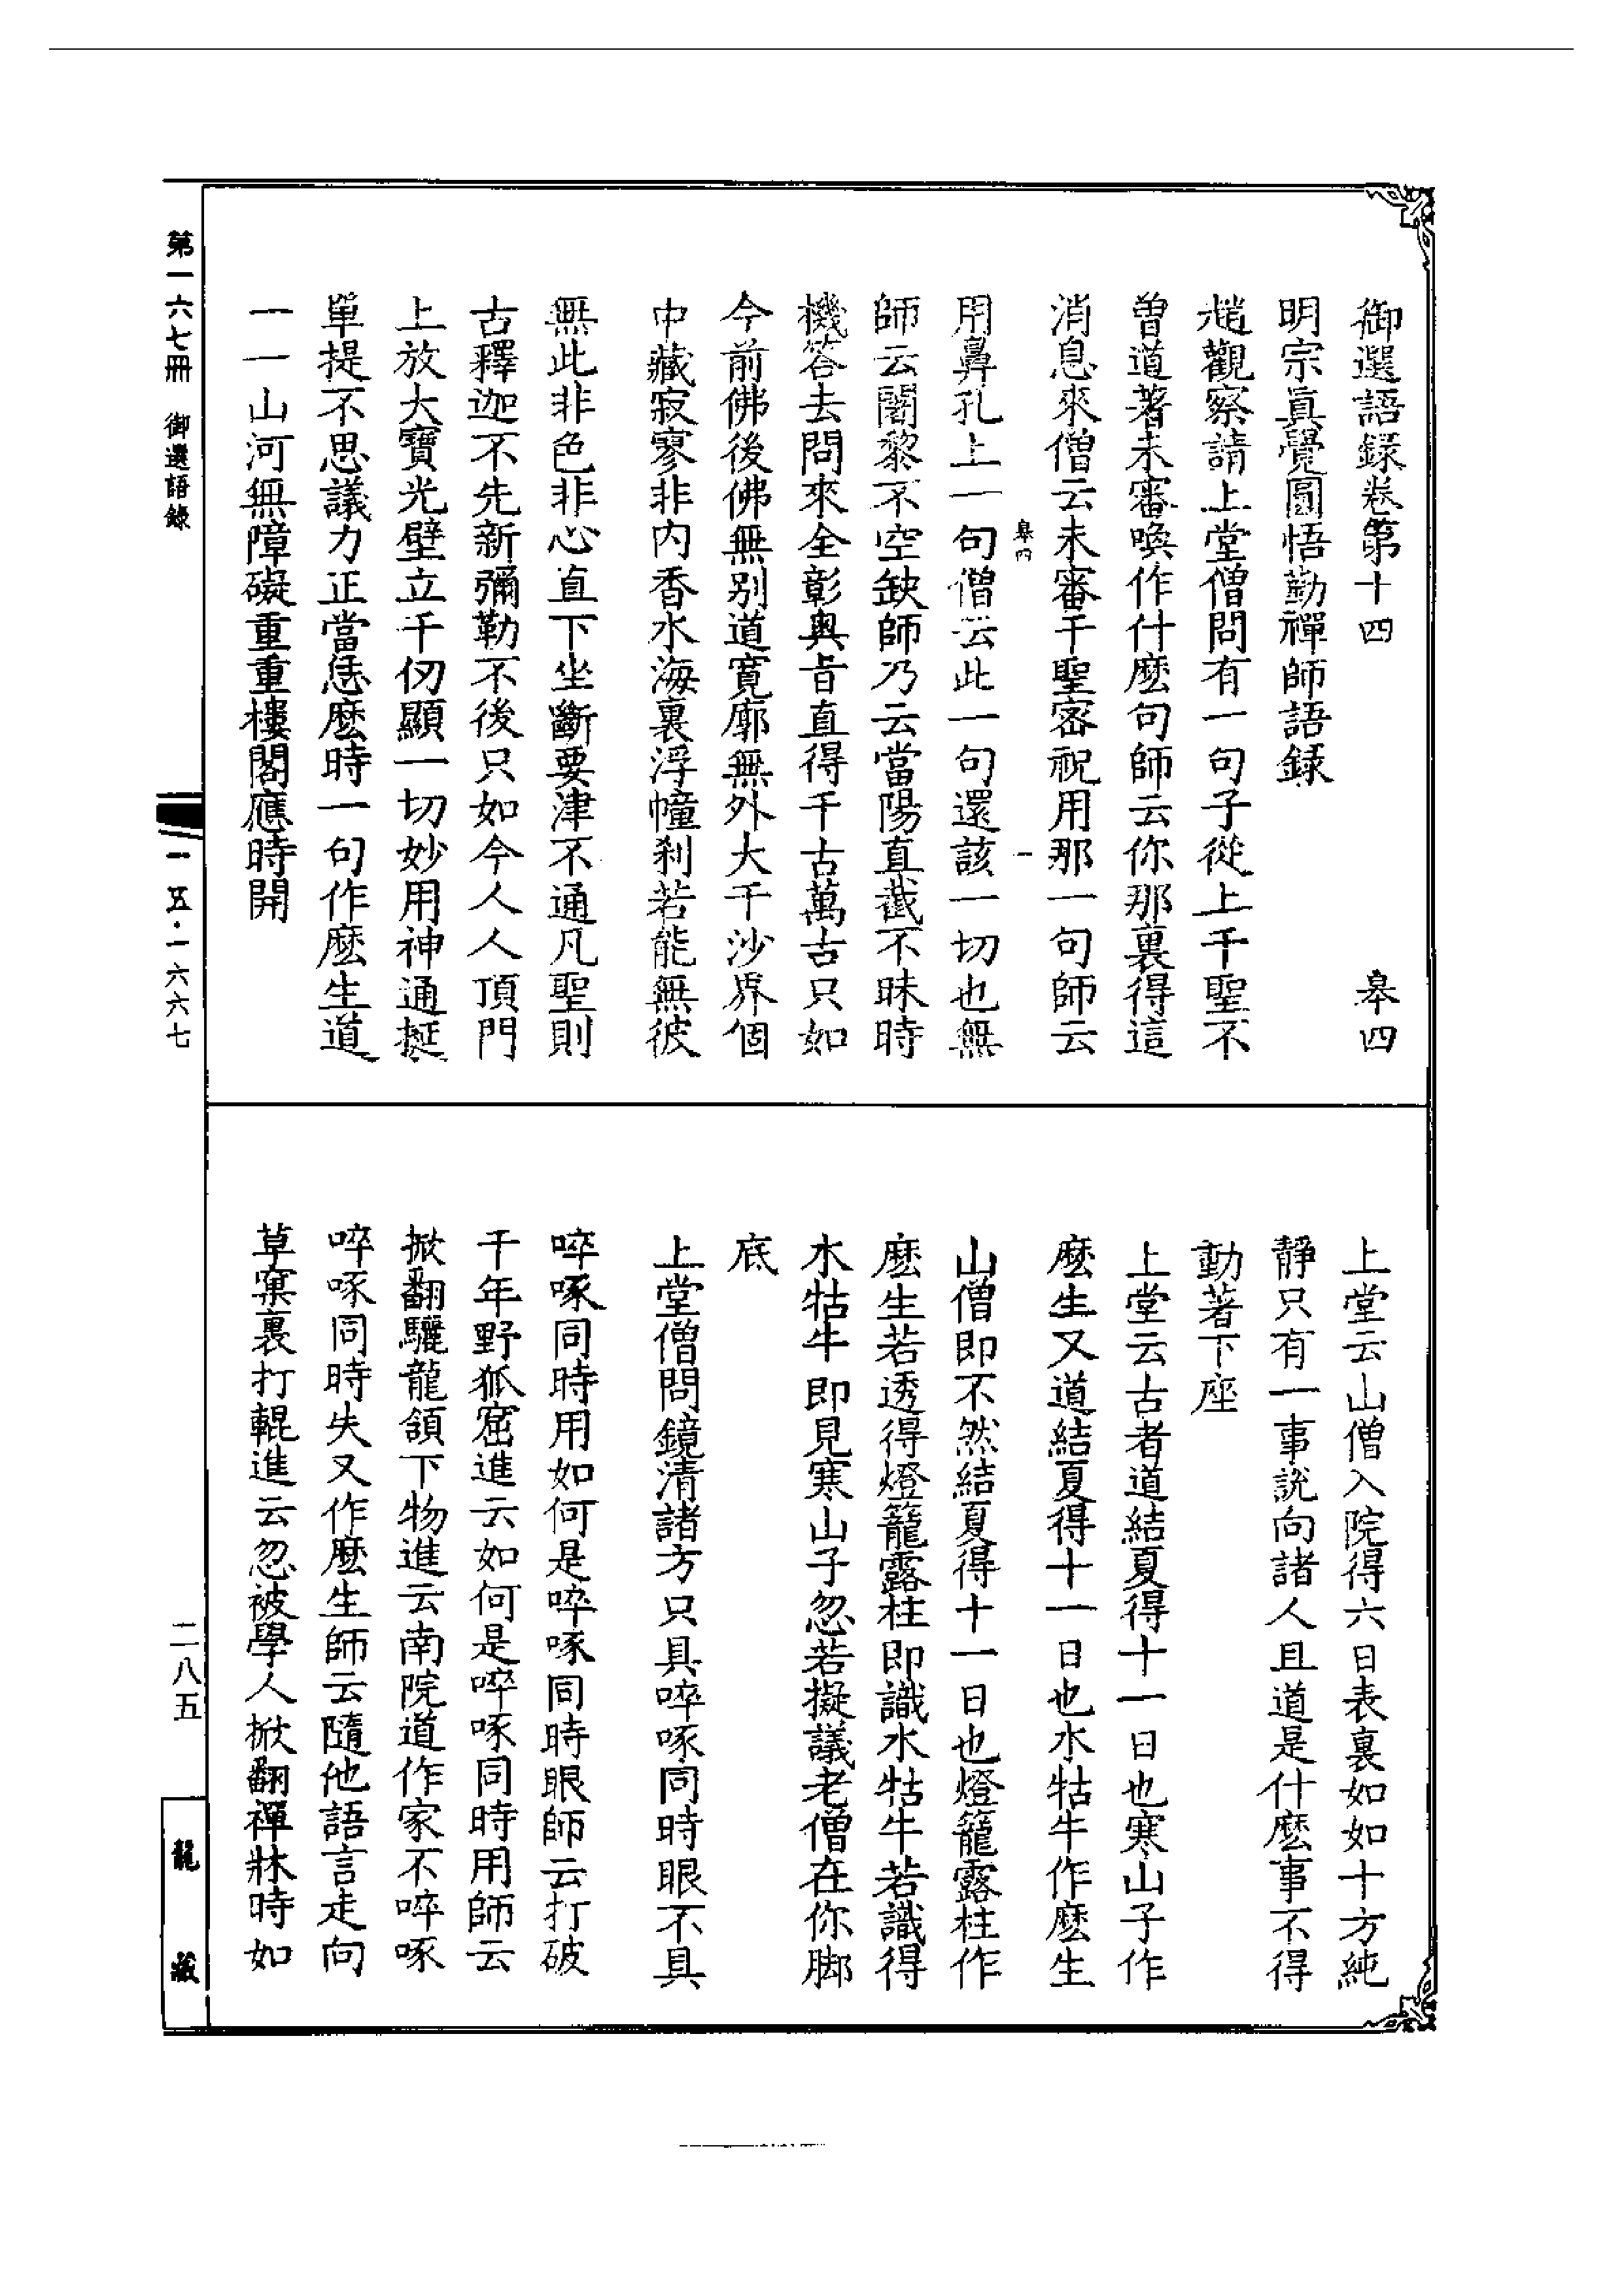 御選語録卷第十四　皋四
明宗眞覺圓悟勤禪師語録
趙觀察請上堂僧問有一句子從上千聖不
曾道著未審喚作什麽句師云你那裏得這
消息來僧云未審千聖密祝用那一句師云
皋四　一
用鼻孔上一句僧云此一句還該一切也無
師云闍黎不空缺師乃云當陽直截不昧時
機答去問來全彰奥旨直得千古萬古只如
今前佛後佛無别道寬廓無外大千沙界個
中藏寂寥非内香水海裏浮幢刹若能無彼
無此非色非心直下坐斷要津不通凡聖則
古釋迦不先新彌勒不後只如今人人頂門
上放大寶光壁立千仞顯一切妙用神通挺
單提不思議力正當恁麽時一句作麽生道
一一山河無障礙重重樓閣應時開
上堂云山僧入院得六日表裏如如十方純
靜只有一事說向諸人且道是什麽事不得
動著下座
上堂云古者道結夏得十一日也寒山子作
麽生又道結夏得十一日也水牯牛作麽生
山僧即不然結夏得十一日也燈籠露柱作
麽生若透得燈籠露柱即識水牯牛若識得
水牯牛即見寒山子忽若擬議老僧在你脚
底
上堂僧問鏡清諸方只具啐啄同時眼不具
啐啄同時用如何是啐啄同時眼師云打破
千年野狐窟進云如何是啐啄同時用師云
掀翻驪龍頷下物進云南院道作家不啐啄
啐啄同時失又作麽生師云隨他語言走向
草窠裏打輥進云忽被學人掀翻禪牀時如
第一六七冊　御選語錄
一一五·一六六七
二八五
龍藏